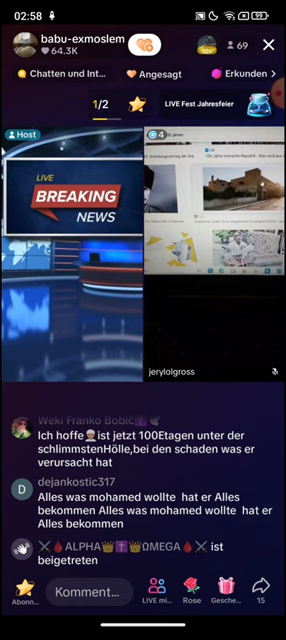 02:58
99
babu-exmoslem
64.3K
10+
69
Chatten und Int...
Angesagt
Erkunden
1/2
LIVE Fest Jahresfeier
Host
4
LIVE
BREAKING
NEWS
jerylolgross
Weki Franko Bobič
Ich hoffe ist jetzt 100Etagen unter der
schlimmstenHölle,bei den schaden was er
verursacht hat
D
dejankostic317
Alles was mohamed wollte hat er Alles
bekommen Alles was mohamed wollte hat er
Alles bekommen
ALPHA ΩMEGA ist
beigetreten
Abonn...
Komment...
LIVE mi...
Rose
Gesche...
15